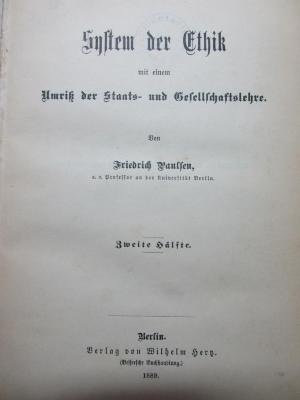 System der Ethik
mit einem
Umriß der Staats- und Gesellschaftslehre.
Von
Friedrich Paulsen,
a. o. Professor an der Universität Berlin.
Zweite Hälfte.
Berlin.
Verlag von Wilhelm Hertz.
(Bessersche Buchhandlung.)
1889.